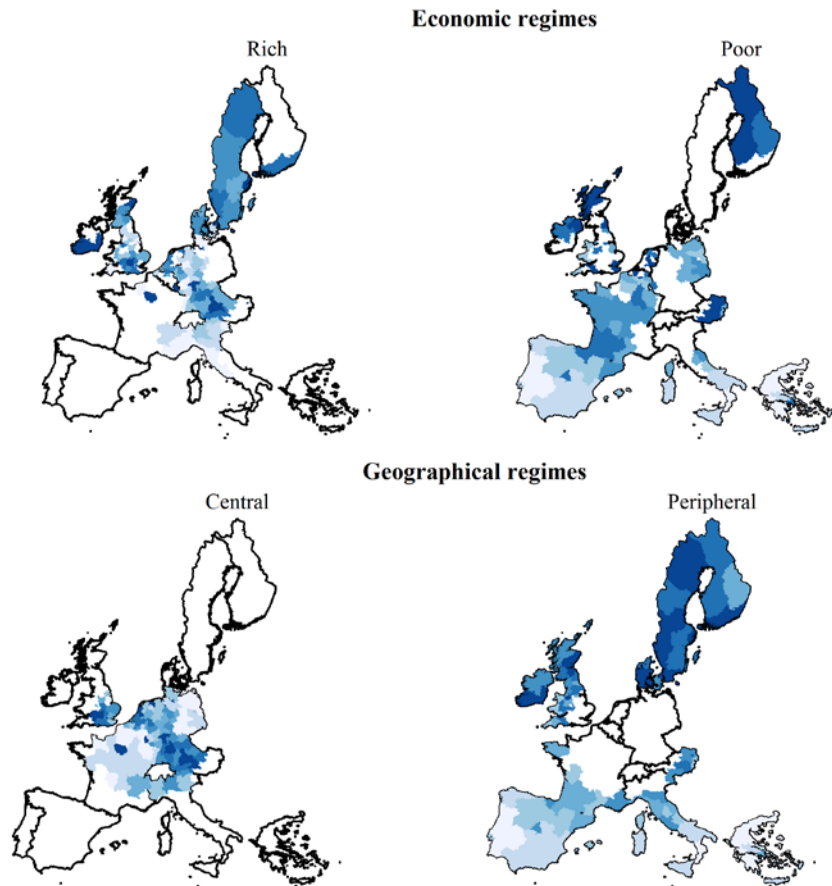 Economic regimes
Rich
Poor
Geographical regimes
Central
Peripheral